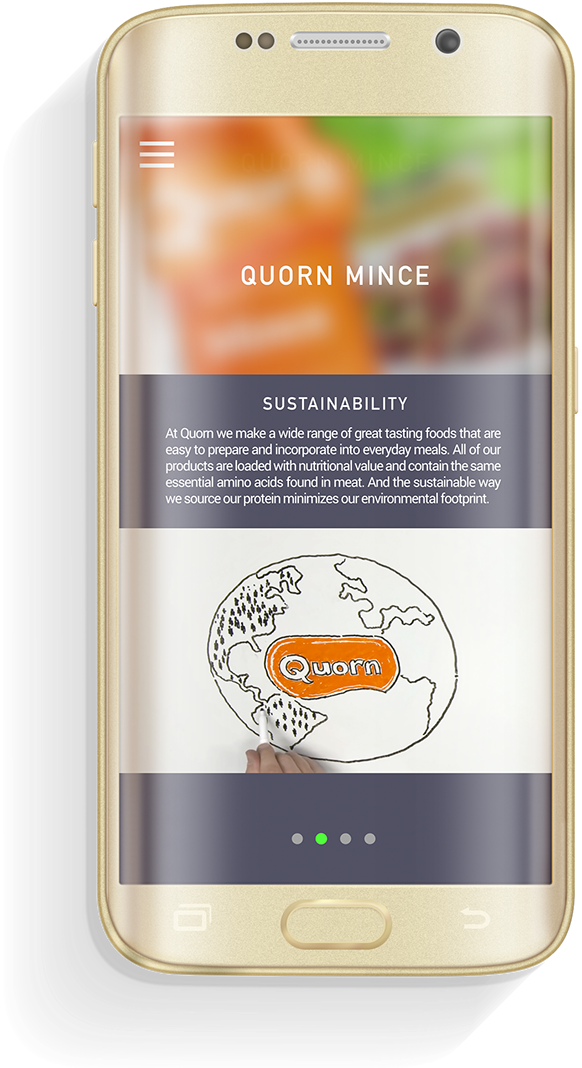 QUORN MINCE
SUSTAINABILITY
At Quorn we make a wide range of great tasting foods that are
easy to prepare and incorporate into everyday meals. All of our
products are loaded with nutritional value and contain the same
essential amino acids found in meat. And the sustainable way
we source our protein minimizes our environmental footprint.
Quorn